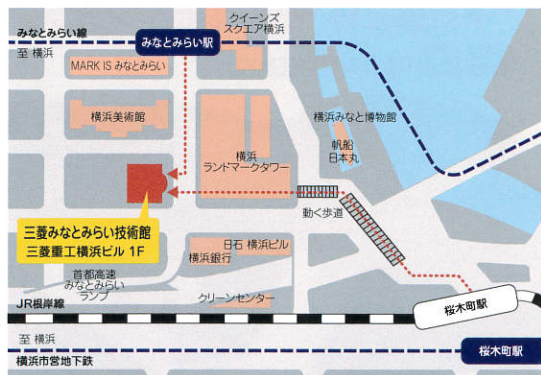 クイーンズ
スクエア横浜
みなとみらい線
みなとみらい駅
至 横浜
MARK IS みなとみらい
横浜美術館
横浜みなと博物館
帆船
日本丸
横浜
ランドマークタワー
動く歩道
三菱みなとみらい技術館
三菱重工横浜ビル 1F
日石 横浜ビル
横浜銀行
首都高速
みなとみらい
ランプ
クリーンセンター
JR根岸線
桜木町駅
至 横浜
桜木町駅
横浜市営地下鉄